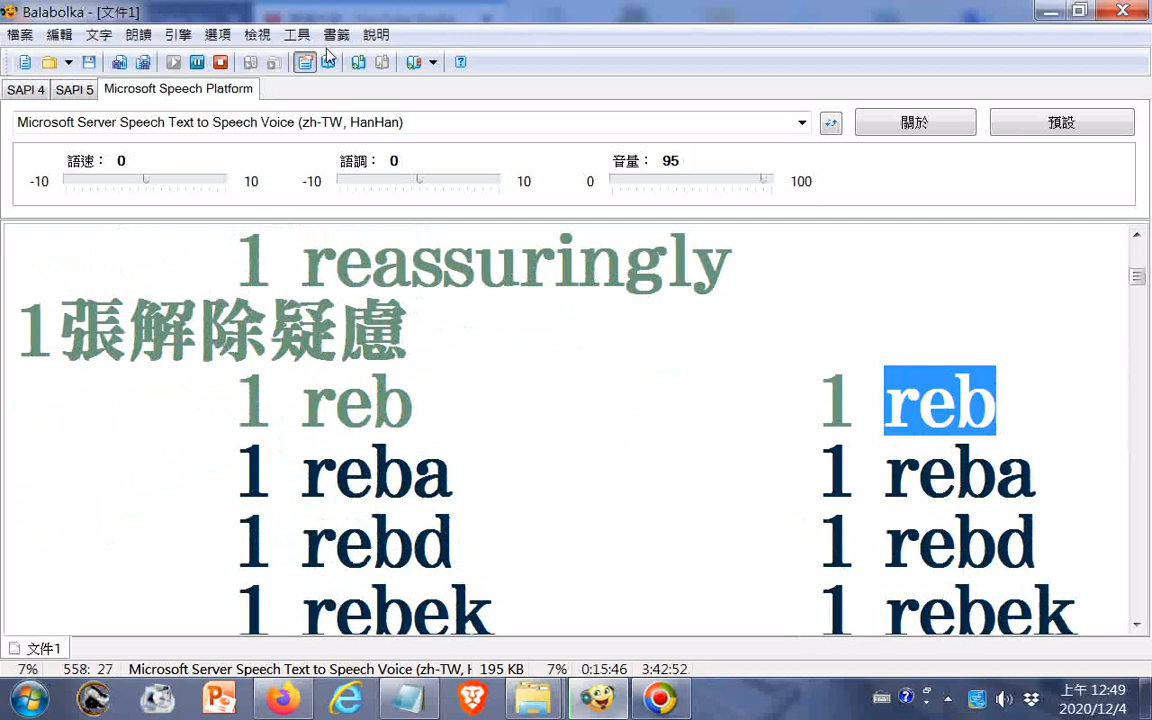 Balabolka - [文件1]
檔案 編輯 文字 朗讀 引擎 選項 檢視 工具 書籤 說明
SAPI 4 SAPI 5 Microsoft Speech Platform
Microsoft Server Speech Text to Speech Voice (zh-TW, HanHan) 關於 預設
語速： 0 語調： 0 音量： 95
-10 10 -10 10 0 100
1 reassuringly
1張解除疑慮
1 reb 1 reb
1 reba 1 reba
1 rebd 1 rebd
1 rebek 1 rebek
文件1
7% 558: 27 Microsoft Server Speech Text to Speech Voice (zh-TW, H 195 KB 7% 0:15:46 3:42:52
上午 12:49
2020/12/4